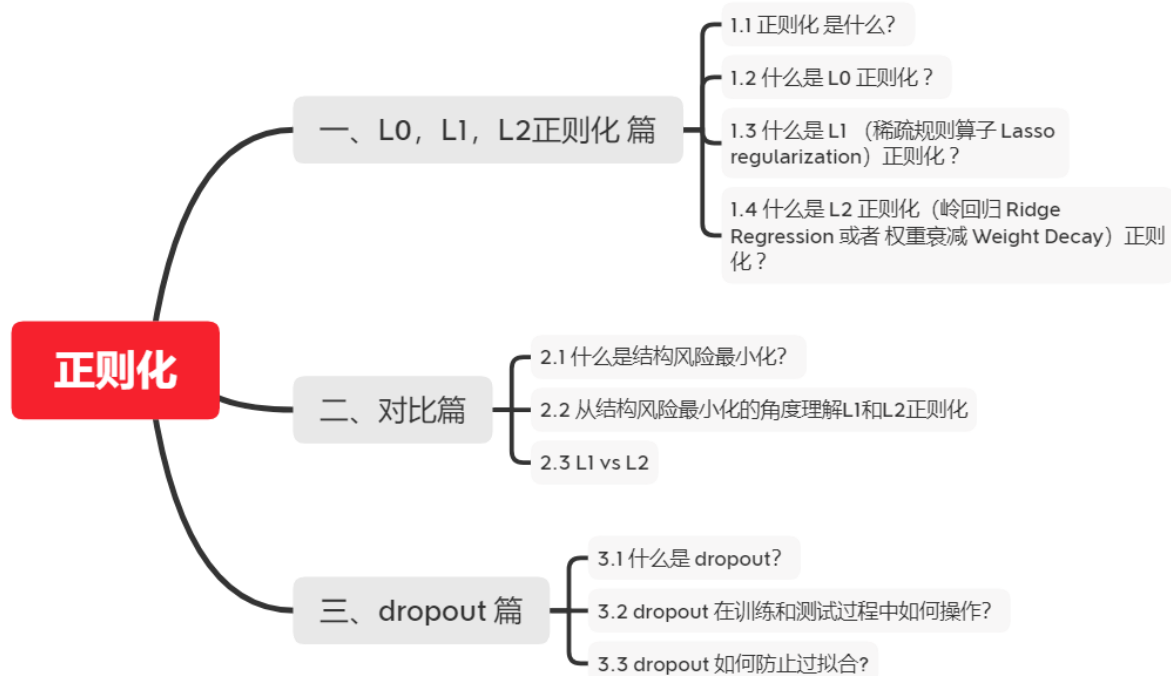 正则化
一、L0，L1，L2正则化 篇
1.1 正则化 是什么？
1.2 什么是 L0 正则化？
1.3 什么是 L1 （稀疏规则算子 Lasso
regularization）正则化？
1.4 什么是 L2 正则化（岭回归 Ridge
Regression 或者 权重衰减 Weight Decay）正则
化？
二、对比篇
2.1 什么是结构风险最小化？
2.2 从结构风险最小化的角度理解L1和L2正则化
2.3 L1 vs L2
三、dropout 篇
3.1 什么是 dropout？
3.2 dropout 在训练和测试过程中如何操作？
3.3 dropout 如何防止过拟合?